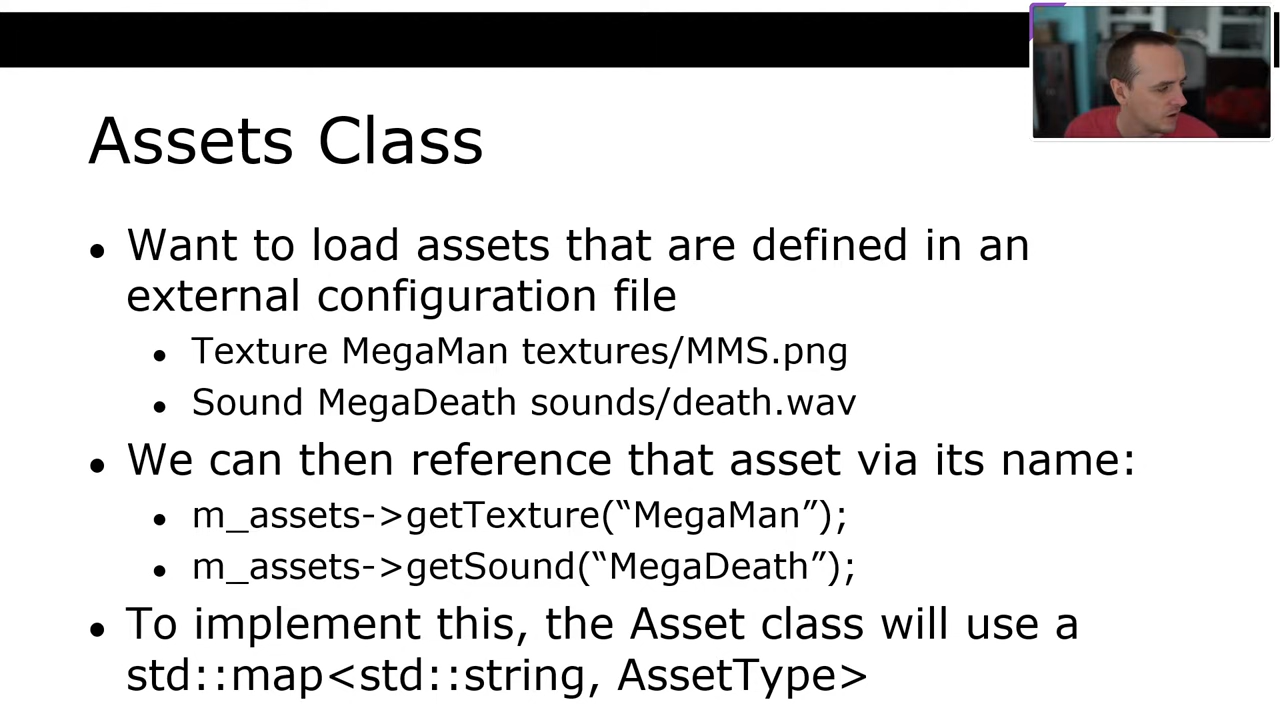 Assets Class
• Want to load assets that are defined in an
external configuration file
• Texture MegaMan textures/MMS.png
• Sound MegaDeath sounds/death.wav
• We can then reference that asset via its name:
• m_assets->getTexture(“MegaMan”);
• m_assets->getSound(“MegaDeath”);
• To implement this, the Asset class will use a
std::map<std::string, AssetType>